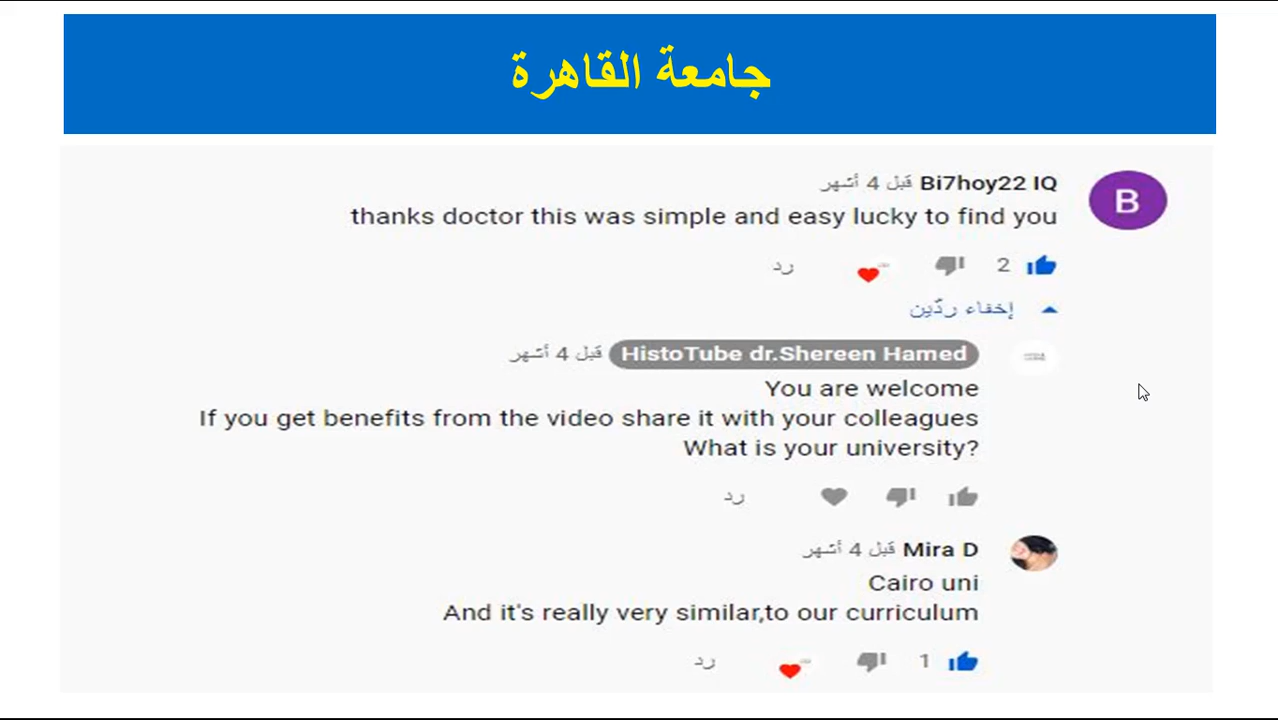 جامعة القاهرة
Bi7hoy22 IQ قبل 4 أشهر
B
thanks doctor this was simple and easy lucky to find you
2
رد
إخفاء ردّين
HistoTube dr.Shereen Hamed قبل 4 أشهر
You are welcome
If you get benefits from the video share it with your colleagues
What is your university?
رد
Mira D قبل 4 أشهر
Cairo uni
And it's really very similar,to our curriculum
1
رد